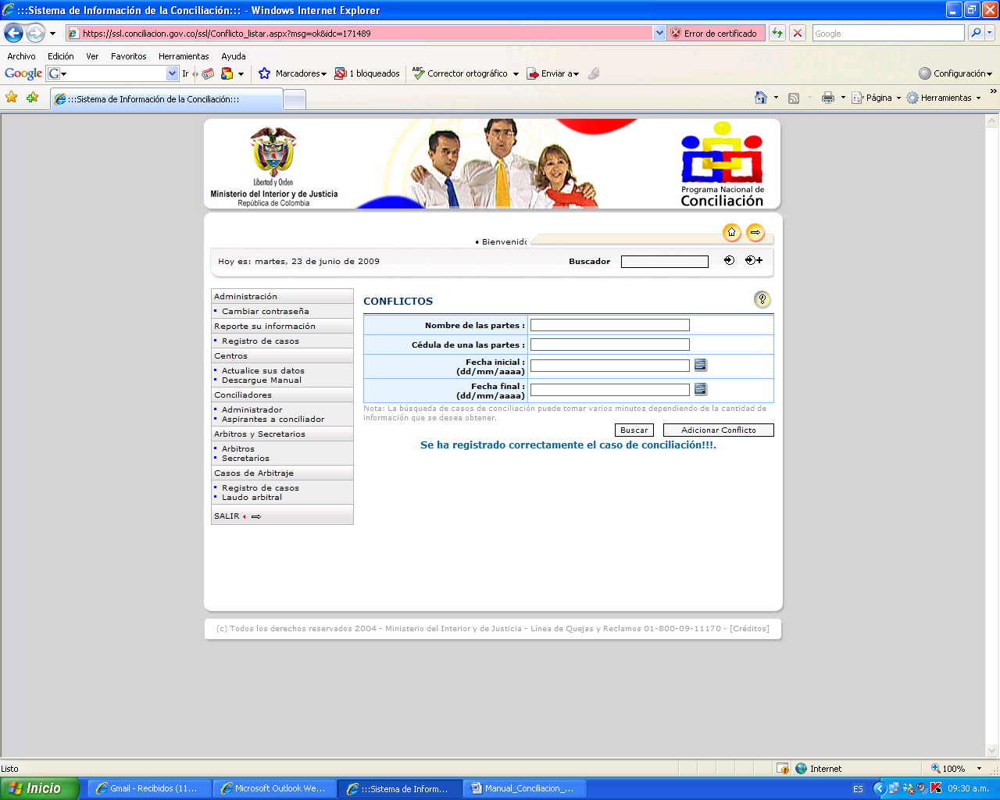 :::Sistema de Información de la Conciliación::: - Windows Internet Explorer
https://ssl.conciliacion.gov.co/ssl/Conflicto_listar.aspx?msg=ok&idc=171489
Error de certificado
Google
Archivo Edición Ver Favoritos Herramientas Ayuda
Google G Ir Marcadores 1 bloqueados ABC Corrector ortográfico Enviar a Configuración
:::Sistema de Información de la Conciliación:::
Página Herramientas »
Libertad y Orden
Ministerio del Interior y de Justicia
República de Colombia
Programa Nacional de
Conciliación
• Bienvenido
Hoy es: martes, 23 de junio de 2009
Buscador
Administración
Cambiar contraseña
Reporte su información
Registro de casos
Centros
Actualice sus datos
Descargue Manual
Conciliadores
Administrador
Aspirantes a conciliador
Arbitros y Secretarios
Arbitros
Secretarios
Casos de Arbitraje
Registro de casos
Laudo arbitral
SALIR
CONFLICTOS
?
Nombre de las partes :
Cédula de una las partes :
Fecha inicial :
(dd/mm/aaaa)
Fecha final :
(dd/mm/aaaa)
Nota: La búsqueda de casos de conciliación puede tomar varios minutos dependiendo de la cantidad de
información que se desea obtener.
Buscar
Adicionar Conflicto
Se ha registrado correctamente el caso de conciliación!!!.
(c) Todos los derechos reservados 2004 - Ministerio del Interior y de Justicia - Línea de Quejas y Reclamos 01-800-09-11170 - [Créditos]
Listo
Internet
100%
Inicio
Gmail - Recibidos (11...
Microsoft Outlook We...
:::Sistema de Inform...
Manual_Conciliacion_...
ES
09:30 a.m.